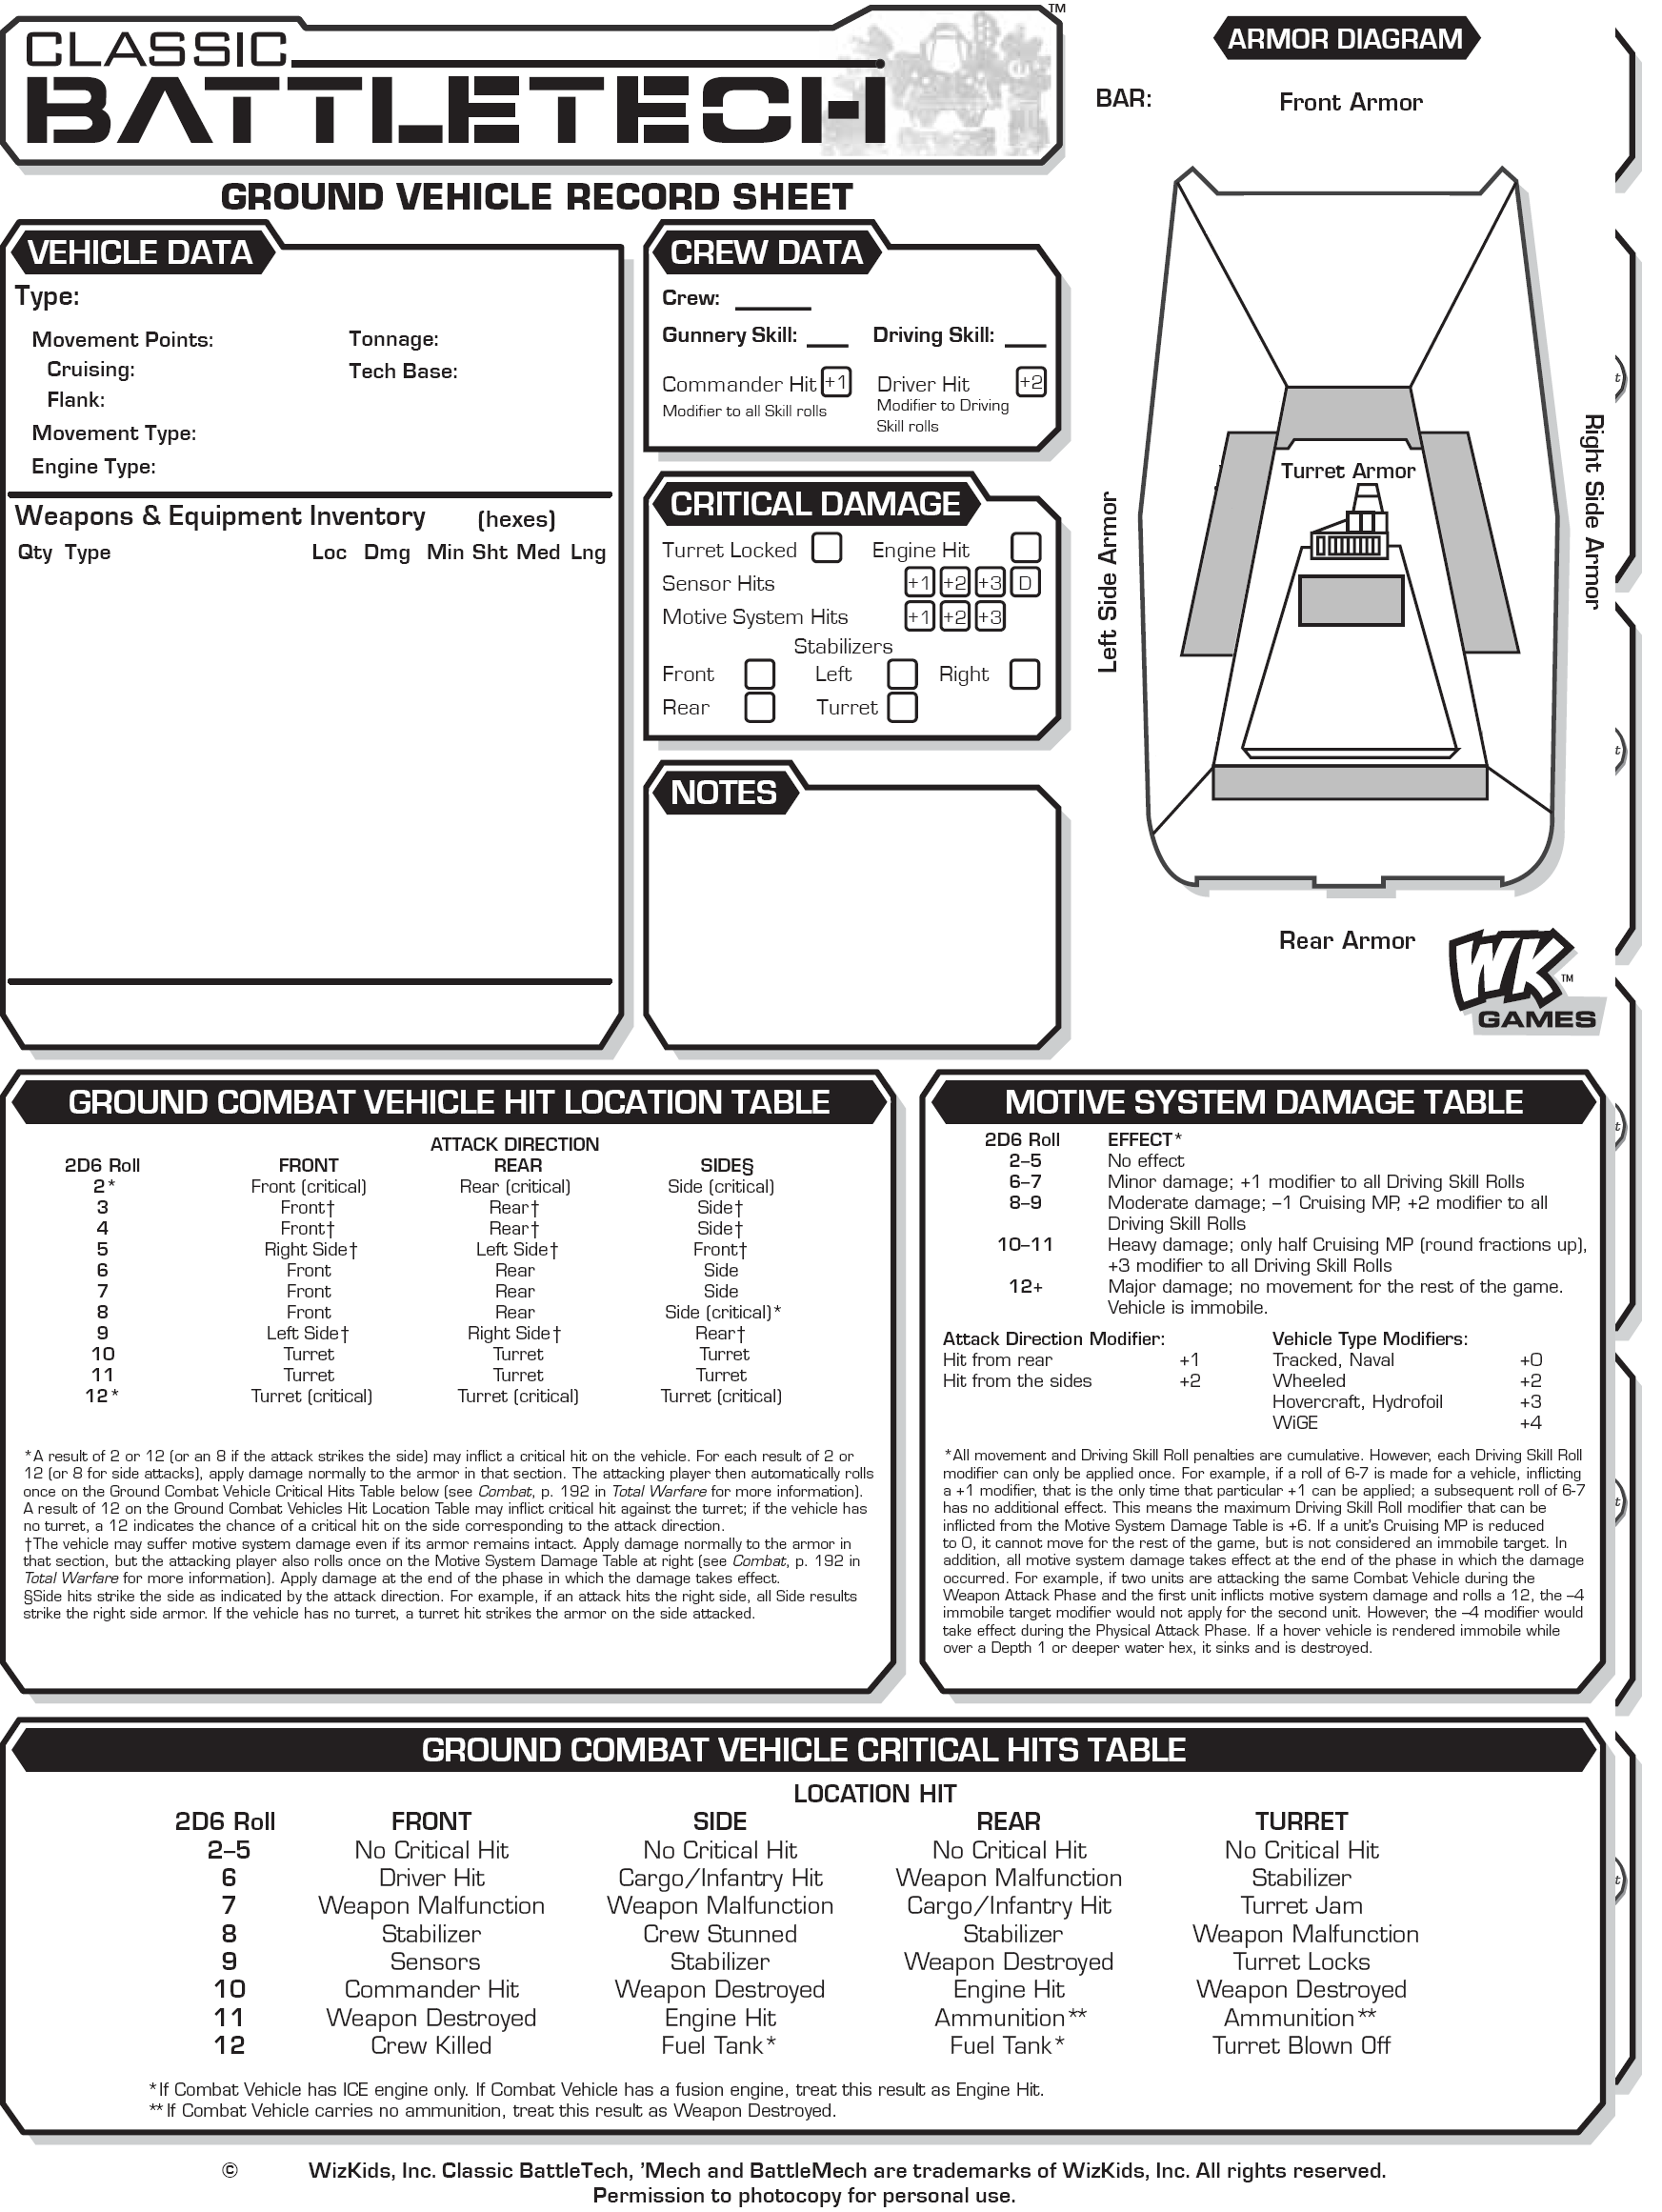 CLASSIC
BATTLETECH
™
GROUND VEHICLE RECORD SHEET
VEHICLE DATA
Type:
Movement Points:
Tonnage:
Cruising:
Tech Base:
Flank:
Movement Type:
Engine Type:
Weapons & Equipment Inventory (hexes)
Qty Type Loc Dmg Min Sht Med Lng
CREW DATA
Crew: ______
Gunnery Skill: ___ Driving Skill: ___
Commander Hit +1 Driver Hit +2
Modifier to all Skill rolls
Modifier to Driving
Skill rolls
CRITICAL DAMAGE
Turret Locked Engine Hit
Sensor Hits +1 +2 +3 D
Motive System Hits +1 +2 +3
Stabilizers
Front Left Right
Rear Turret
NOTES
ARMOR DIAGRAM
BAR:
Front Armor
Left Side Armor
Turret Armor
Right Side Armor
Rear Armor
WK™
GAMES
GROUND COMBAT VEHICLE HIT LOCATION TABLE
ATTACK DIRECTION
2D6 Roll FRONT REAR SIDE§
2* Front (critical) Rear (critical) Side (critical)
3 Front† Rear† Side†
4 Front† Rear† Side†
5 Right Side† Left Side† Front†
6 Front Rear Side
7 Front Rear Side
8 Front Rear Side (critical)*
9 Left Side† Right Side† Rear†
10 Turret Turret Turret
11 Turret Turret Turret
12* Turret (critical) Turret (critical) Turret (critical)
*A result of 2 or 12 (or an 8 if the attack strikes the side) may inflict a critical hit on the vehicle. For each result of 2 or
12 (or 8 for side attacks), apply damage normally to the armor in that section. The attacking player then automatically rolls
once on the Ground Combat Vehicle Critical Hits Table below (see Combat, p. 192 in Total Warfare for more information).
A result of 12 on the Ground Combat Vehicles Hit Location Table may inflict critical hit against the turret; if the vehicle has
no turret, a 12 indicates the chance of a critical hit on the side corresponding to the attack direction.
†The vehicle may suffer motive system damage even if its armor remains intact. Apply damage normally to the armor in
that section, but the attacking player also rolls once on the Motive System Damage Table at right (see Combat, p. 192 in
Total Warfare for more information). Apply damage at the end of the phase in which the damage takes effect.
§Side hits strike the side as indicated by the attack direction. For example, if an attack hits the right side, all Side results
strike the right side armor. If the vehicle has no turret, a turret hit strikes the armor on the side attacked.
MOTIVE SYSTEM DAMAGE TABLE
2D6 Roll EFFECT*
2–5 No effect
6–7 Minor damage; +1 modifier to all Driving Skill Rolls
8–9 Moderate damage; –1 Cruising MP, +2 modifier to all
Driving Skill Rolls
10–11 Heavy damage; only half Cruising MP (round fractions up),
+3 modifier to all Driving Skill Rolls
12+ Major damage; no movement for the rest of the game.
Vehicle is immobile.
Attack Direction Modifier: Vehicle Type Modifiers:
Hit from rear +1 Tracked, Naval +0
Hit from the sides +2 Wheeled +2
Hovercraft, Hydrofoil +3
WiGE +4
*All movement and Driving Skill Roll penalties are cumulative. However, each Driving Skill Roll
modifier can only be applied once. For example, if a roll of 6-7 is made for a vehicle, inflicting
a +1 modifier, that is the only time that particular +1 can be applied; a subsequent roll of 6-7
has no additional effect. This means the maximum Driving Skill Roll modifier that can be
inflicted from the Motive System Damage Table is +6. If a unit's Cruising MP is reduced
to 0, it cannot move for the rest of the game, but is not considered an immobile target. In
addition, all motive system damage takes effect at the end of the phase in which the damage
occurred. For example, if two units are attacking the same Combat Vehicle during the
Weapon Attack Phase and the first unit inflicts motive system damage and rolls a 12, the –4
immobile target modifier would not apply for the second unit. However, the –4 modifier would
take effect during the Physical Attack Phase. If a hover vehicle is rendered immobile while
over a Depth 1 or deeper water hex, it sinks and is destroyed.
GROUND COMBAT VEHICLE CRITICAL HITS TABLE
LOCATION HIT
2D6 Roll FRONT SIDE REAR TURRET
2–5 No Critical Hit No Critical Hit No Critical Hit No Critical Hit
6 Driver Hit Cargo/Infantry Hit Weapon Malfunction Stabilizer
7 Weapon Malfunction Weapon Malfunction Cargo/Infantry Hit Turret Jam
8 Stabilizer Crew Stunned Stabilizer Weapon Malfunction
9 Sensors Stabilizer Weapon Destroyed Turret Locks
10 Commander Hit Weapon Destroyed Engine Hit Weapon Destroyed
11 Weapon Destroyed Engine Hit Ammunition** Ammunition**
12 Crew Killed Fuel Tank* Fuel Tank* Turret Blown Off
*If Combat Vehicle has ICE engine only. If Combat Vehicle has a fusion engine, treat this result as Engine Hit.
**If Combat Vehicle carries no ammunition, treat this result as Weapon Destroyed.
© WizKids, Inc. Classic BattleTech, 'Mech and BattleMech are trademarks of WizKids, Inc. All rights reserved.
Permission to photocopy for personal use.